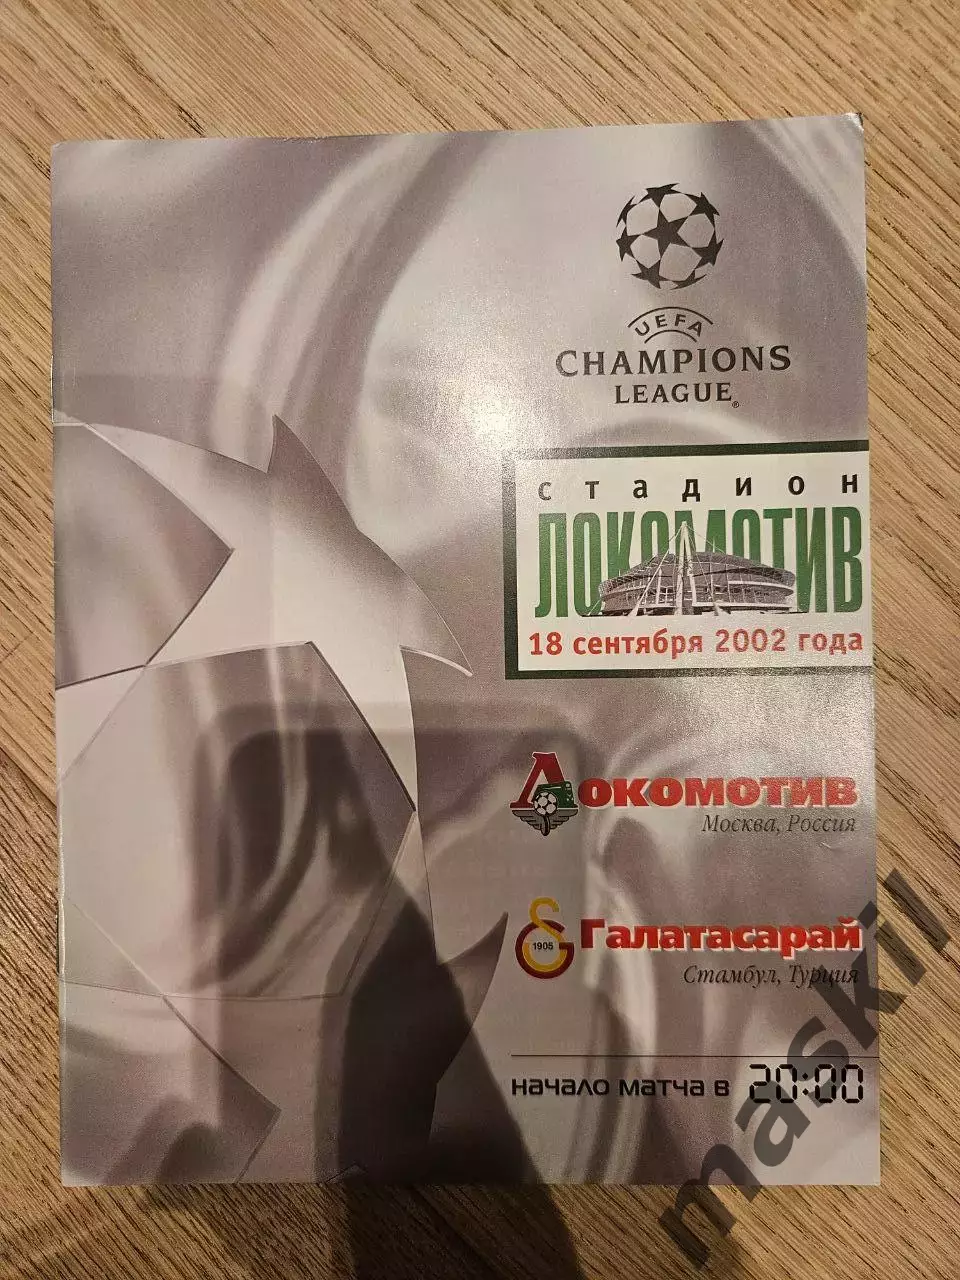 UEFA
CHAMPIONS
LEAGUE®
СТАДИОН
ЛОКОМОТИВ
18 сентября 2002 года
Локомотив
Москва, Россия
1905
Галатасарай
Стамбул, Турция
начало матча в 20:00
maskil